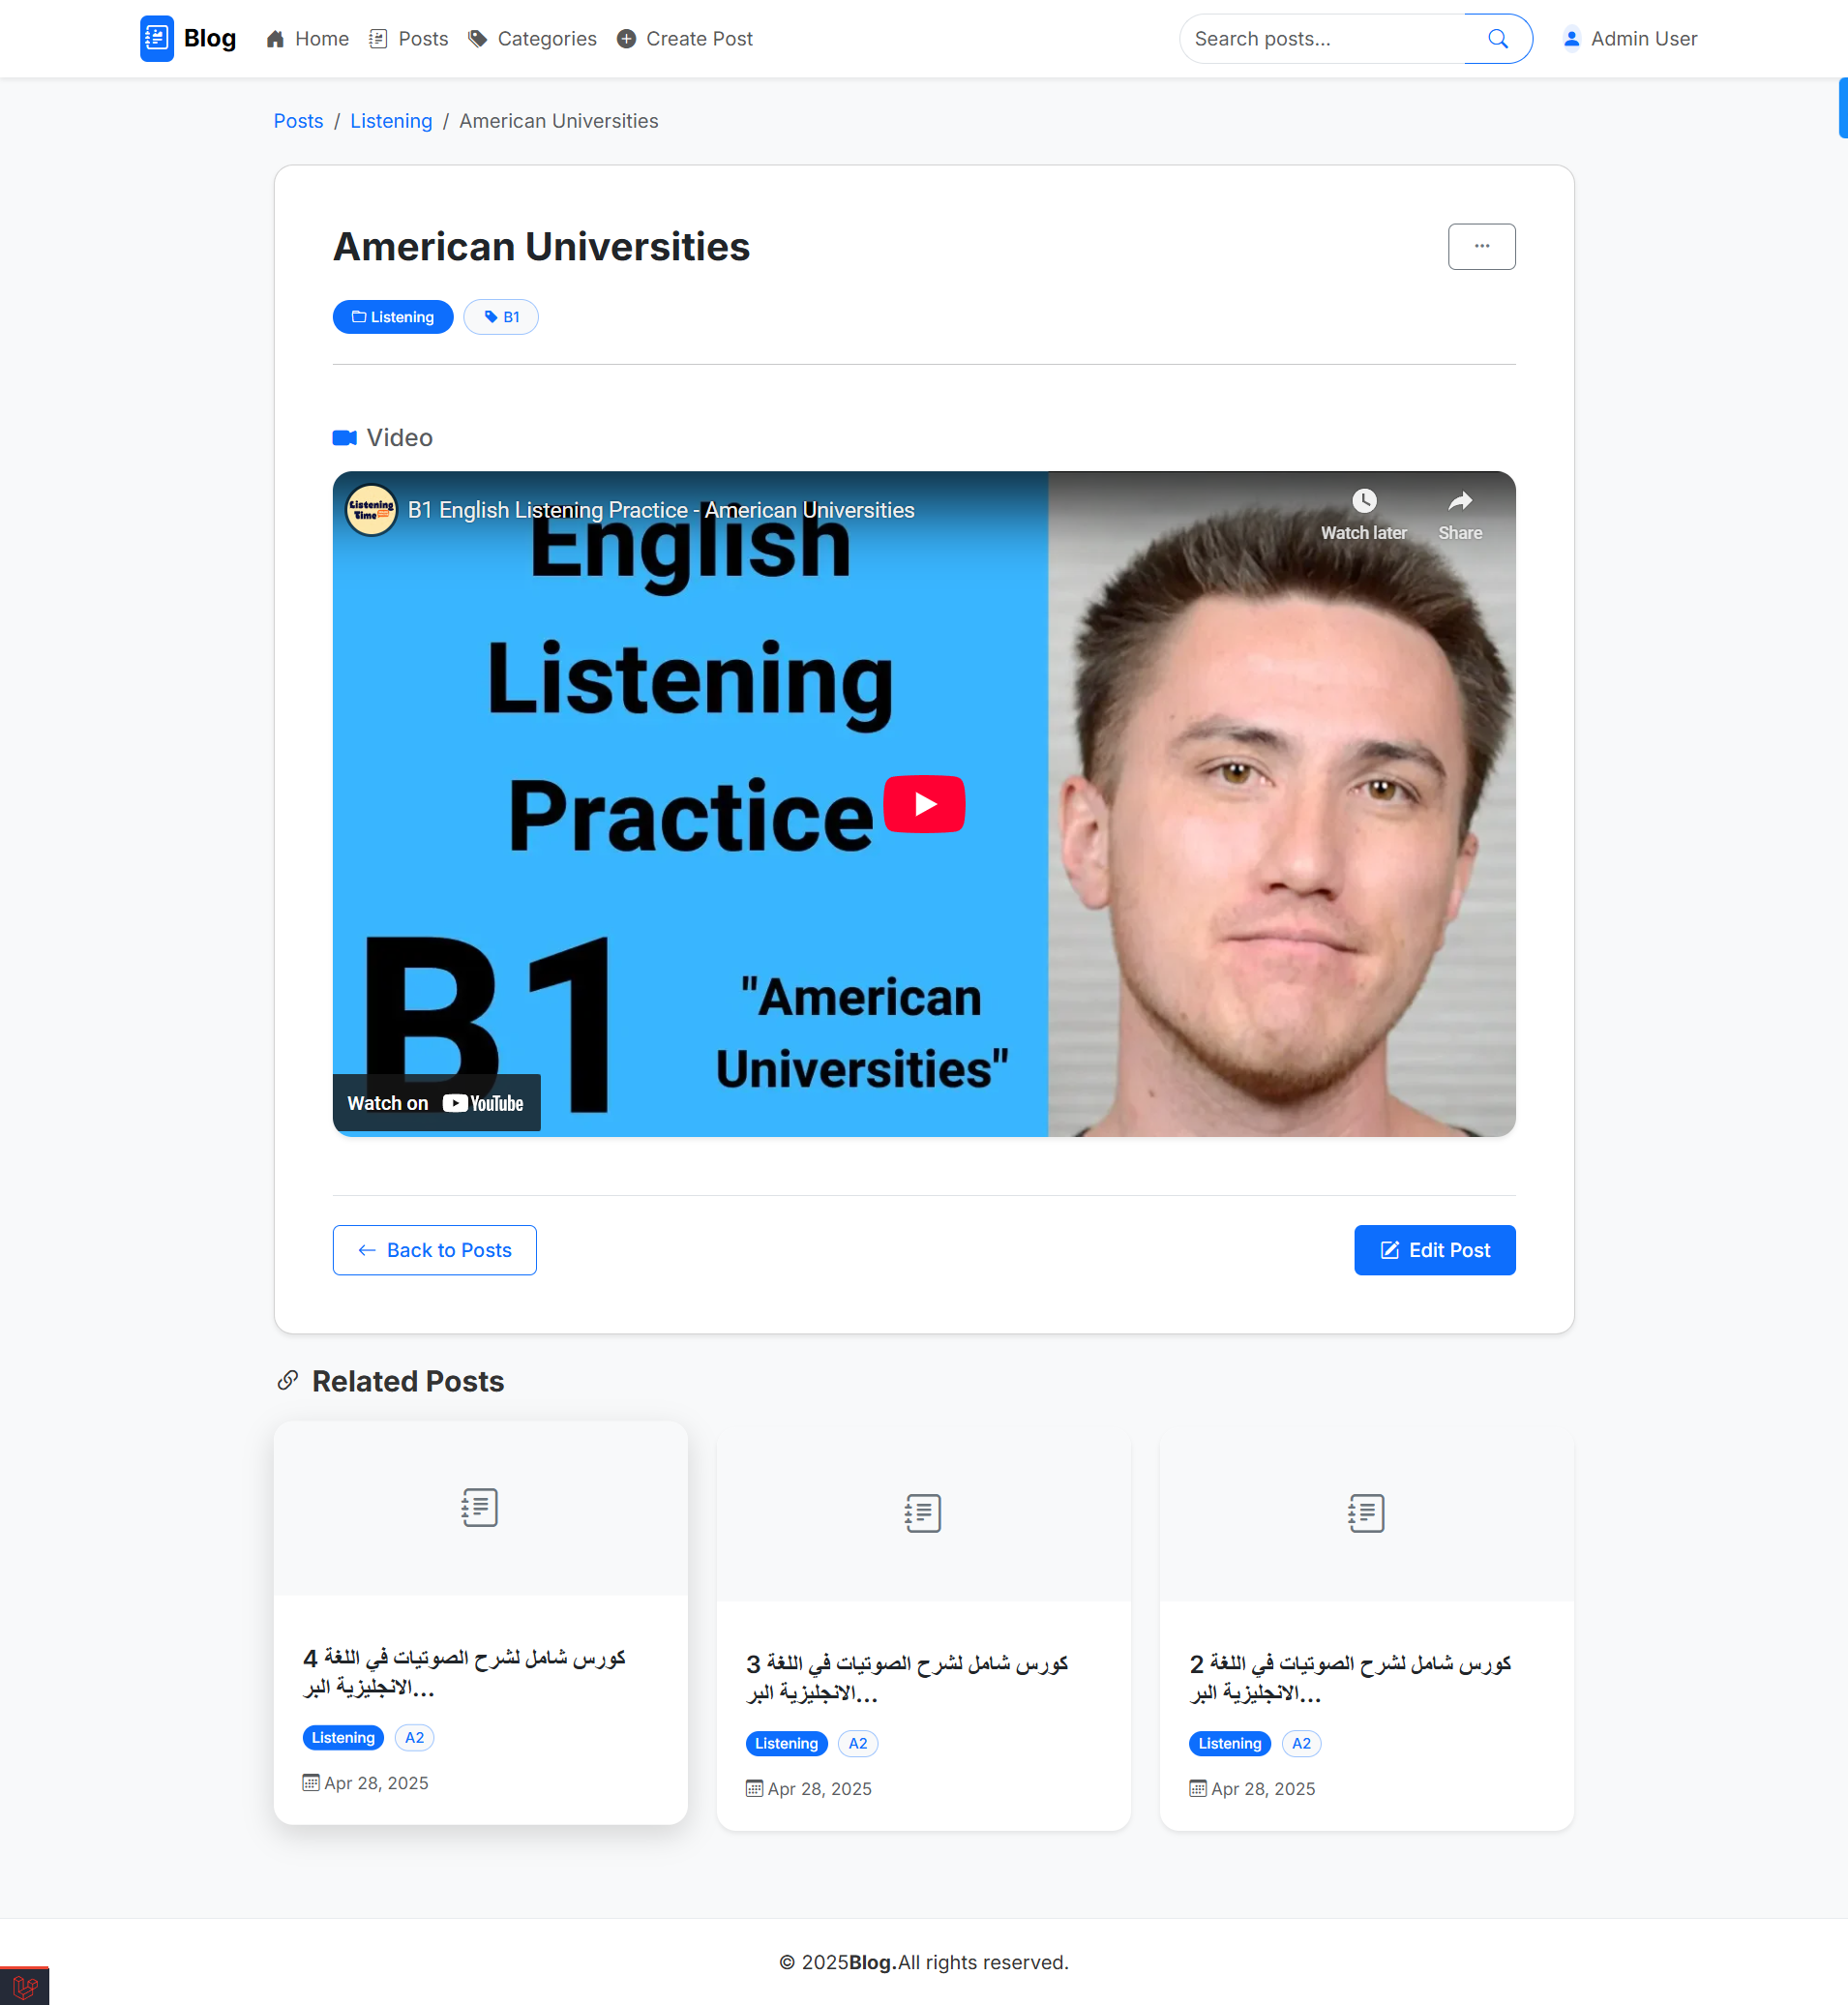 Blog
Home
Posts
Categories
Create Post
Search posts...
Admin User
Posts / Listening / American Universities
American Universities
Listening
B1
Video
Listening Time
B1 English Listening Practice - American Universities
Watch later
Share
English
Listening
Practice
B1
"American
Universities"
Watch on YouTube
Back to Posts
Edit Post
Related Posts
كورس شامل لشرح الصوتيات في اللغة 4
...الانجليزية البر
Listening
A2
Apr 28, 2025
كورس شامل لشرح الصوتيات في اللغة 3
...الانجليزية البر
Listening
A2
Apr 28, 2025
كورس شامل لشرح الصوتيات في اللغة 2
...الانجليزية البر
Listening
A2
Apr 28, 2025
© 2025Blog.All rights reserved.